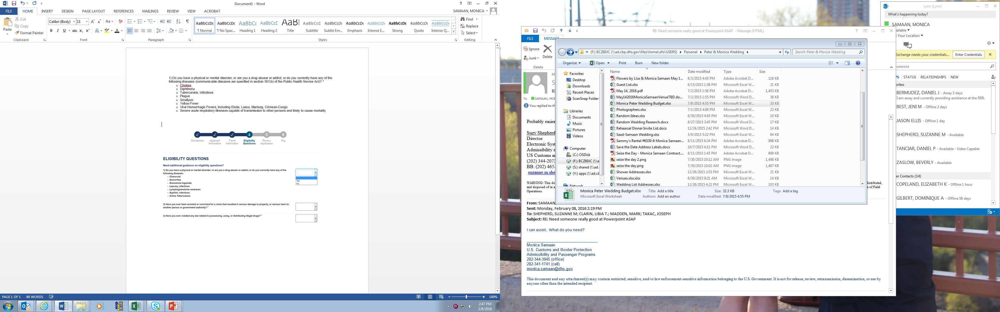 Document1 - Word
FILE HOME INSERT DESIGN PAGE LAYOUT REFERENCES MAILINGS REVIEW VIEW ACROBAT
SAMAAN, MONICA
Paste
Cut
Copy
Format Painter
Clipboard
Calibri (Body) 11
Font
Paragraph
AaBbCcDc AaBbCcDc AaBbCc AaBbCcD AaBl AaBbCcD AaBbCcDc AaBbCcDc AaBbCcDc AaBbCcDc AaBbCcDc AaBbCcDc
¶ Normal ¶ No Spac... Heading 1 Heading 2 Title Subtitle Subtle Em... Emphasis Intense E... Strong Quote Intense Q...
Styles
Find
Replace
Select
Editing
1) Do you have a physical or mental disorder; or are you a drug abuser or addict; or do you currently have any of the
following diseases (communicable diseases are specified in section 361(b) of the Public Health Service Act)? *
Cholora
Diphtheria
Tuberculosis, infectious
Plague
Smallpox
Yellow Fever
Viral Hemorrhagic Fevers, including Ebola, Lassa, Marburg, Crimean-Congo
Severe acute respiratory illnesses capable of transmission to other persons and likely to cause mortality
4 5 6
Disclaimers Applicant Information Travel Information Eligibility Questions Review Application Pay
ELIGIBILITY QUESTIONS
Need additional guidance on eligibility questions?
1) Do you have a physical or mental disorder; or are you a drug abuser or addict; or do you currently have any of the
following diseases:
Chancroid
Gonorrhea
Granuloma Inguinale
Leprosy, infectious
Lymphogranuloma venereum
Syphilis, infectious
Active Tuberculosis
Yes
No
2) Have you ever been arrested or convicted for a crime that resulted in serious damage to property, or serious harm to
another person or government authority? *
3) Have you ever violated any law related to possessing, using, or distributing illegal drugs? *
PAGE 1 OF 1 80 WORDS
100%
2:47 PM
2/8/2016
RE: Need someone really good at Powerpoint ASAP - Message (HTML)
FILE MESSAGE
Ignore
Junk
Delete
Delete
To SAMAAN, MON
You replied to th
Probably easier
Suzy Shepherd
Director
Electronic Syst
Admissibility a
US Customs an
(202) 344-2073
BB: (202) 465-
suzanne.m.she
WARNING: This do
and disposed of in a
Operations.
istributed,
e of Field
(F:) BCZ60JC (\\ad.cbp.dhs.gov\files\home\ofo\USERS) Personal Peter & Monica Wedding
Search Peter & Monica Wedding
Organize Open Print Burn New folder
Favorites
Desktop
Downloads
Recent Places
ScanSnap Folder
Libraries
Documents
Music
Pictures
Videos
Computer
(C:) OSDisk
(F:) BCZ60JC (\\a
(S:) shared (\\ad.
(Y:) apps (\\ad.cl
Network
Name Date modified Type Size
Flowers by Lisa & Monica Samaan May 1... 8/3/2015 4:45 PM Adobe Acrobat D... 116 KB
Guest List.xlsx 6/15/2015 1:58 PM Microsoft Excel W... 21 KB
May 14, 2016.pdf 7/2/2015 1:58 PM Adobe Acrobat D... 1,403 KB
May142016MonicaSamaanVenueTBD.do... 7/2/2015 1:55 PM Microsoft Word D... 38 KB
Monica Peter Wedding Budget.xlsx 7/8/2015 4:55 PM Microsoft Excel W... 33 KB
Photographers.xlsx 7/1/2015 4:08 PM Microsoft Excel W... 23 KB
Random Ideas.xlsx 6/30/2015 4:45 PM Microsoft Excel W... 10 KB
Random Wedding Research.docx 8/27/2015 3:45 PM Microsoft Word D... 17 KB
Rehearsal Dinner Invite List.docx 12/24/2015 2:42 PM Microsoft Word D... 14 KB
Saad-Samaan Wedding.xlsx 5/9/2015 5:22 PM Microsoft Excel W... 64 KB
Sammy's Rental #6530-6 Monica Samaan... 8/11/2015 6:34 PM Adobe Acrobat D... 998 KB
Save the Date Address Labels.docx 10/7/2015 4:11 PM Microsoft Word D... 22 KB
Seize the Day - Monica Samaan Contract.... 8/11/2015 1:45 PM Adobe Acrobat D... 808 KB
seize the day 2.png 7/30/2015 10:12 AM PNG image 1,496 KB
seize the day.png 7/30/2015 10:02 AM PNG image 1,467 KB
Shower Addresses.xlsx 12/26/2015 2:53 PM Microsoft Excel W... 21 KB
Venues.xlsx.xlsx 6/30/2015 9:21 AM Microsoft Excel W... 14 KB
Wedding List Addresses.xlsx 12/26/2015 4:22 PM Microsoft Excel W... 103 KB
Monica Peter Wedding Budget.xlsx Title: Add a title Size: 32.3 KB Tags: Add a tag
Microsoft Excel Worksheet Authors: Add an author Date modified: 7/8/2015 4:55 PM
From: SAMAAN,
Sent: Monday, February 08, 2016 2:19 PM
To: SHEPHERD, SUZANNE M; CLARIN, LIBIA T.; MADDEN, MARK; TAKAC, JOSEPH
Subject: RE: Need someone really good at Powerpoint ASAP
I can assist. What do you need?
Monica Samaan
U.S. Customs and Border Protection
Admissibility and Passenger Programs
202-344-3945 (office)
202-341-1741 (cell)
monica.samaan@dhs.gov
This document and any attachment(s) may contain restricted, sensitive, and/or law enforcement-sensitive information belonging to the U.S. Government. It is not for release, review, retransmission, dissemination, or use by
anyone other than the intended recipient.
Lync (Lync)
What's happening today?
SAMAAN, MONICA
ailable
Your Location
Exchange needs your credentials... Enter Credentials
omeone
PS STATUS RELATIONSHIPS NEW
orites
BERMUDEZ, DANIEL J - Away 3 days
I am away and currently providing assistance at the RRB.
BEST, JENI M - Offline 2 days
JASON ELLIS - Offline 1 day
SHEPHERD, SUZANNE M - Available
TANCIAR, DANIEL P - Available - Video Capable
ZASLOW, BEVERLY - Available
er Contacts (14)
COPELAND, ELIZABETH K - Offline 1 hour
GILBERT, DOMINIQUE A - Offline 58 days